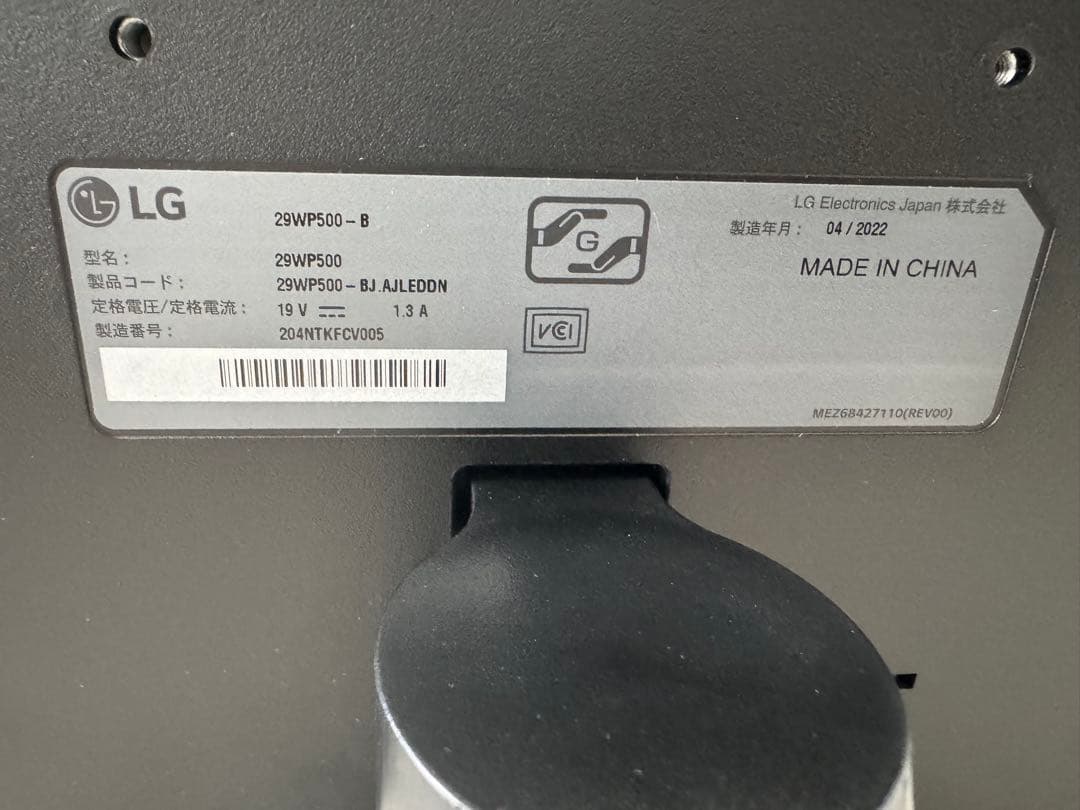 LG
29WP500-B
型名： 29WP500
製品コード： 29WP500-BJ.AJLEDDN
定格電圧/定格電流： 19 V ⎓ 1.3 A
製造番号： 204NTKFCV005
G
VCCI
LG Electronics Japan 株式会社
製造年月： 04/2022
MADE IN CHINA
MEZ68427110(REV00)